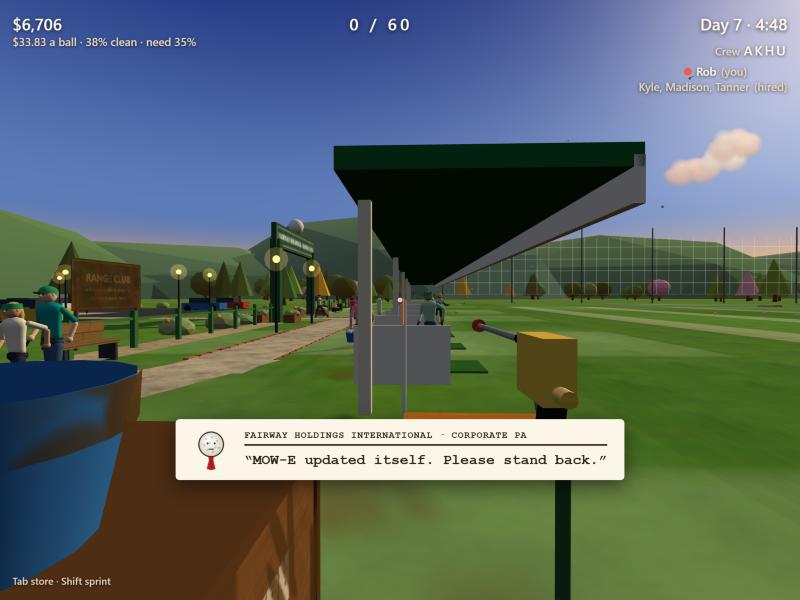 $6,706
$33.83 a ball · 38% clean · need 35%
0 / 60
Day 7 · 4:48
Crew AKHU
Rob (you)
Kyle, Madison, Tanner (hired)
RANGE CLUB
FAIRWAY HOLDINGS INTERNATIONAL · CORPORATE PA
“MOW-E updated itself. Please stand back.”
Tab store · Shift sprint